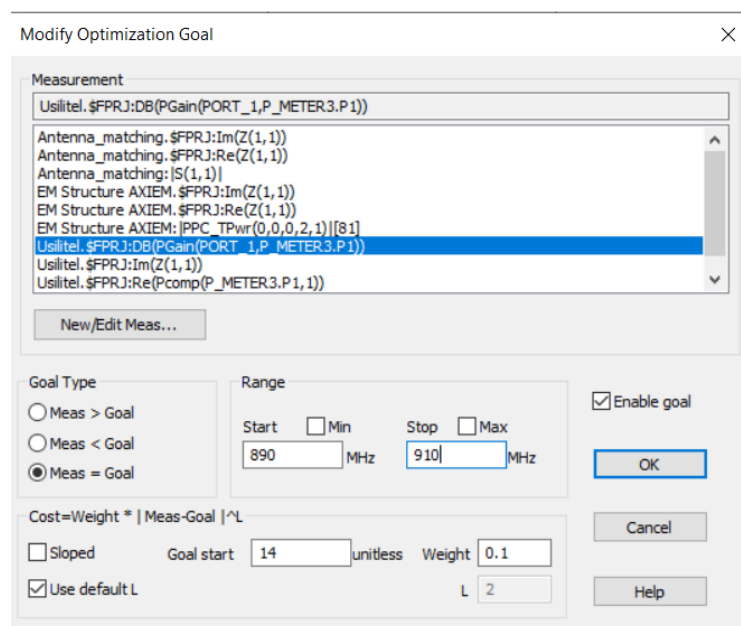 Modify Optimization Goal
Measurement
Usilitel.$FPRJ:DB(PGain(PORT_1,P_METER3.P1))
Antenna_matching.$FPRJ:Im(Z(1,1))
Antenna_matching.$FPRJ:Re(Z(1,1))
Antenna_matching:|S(1,1)|
EM Structure AXIEM.$FPRJ:Im(Z(1,1))
EM Structure AXIEM.$FPRJ:Re(Z(1,1))
EM Structure AXIEM:|PPC_TPwr(0,0,0,2,1)|[81]
Usilitel.$FPRJ:DB(PGain(PORT_1,P_METER3.P1))
Usilitel.$FPRJ:Im(Z(1,1))
Usilitel.$FPRJ:Re(Pcomp(P_METER3.P1,1))
New/Edit Meas...
Goal Type
Meas > Goal
Meas < Goal
Meas = Goal
Range
Start Min Stop Max
890 MHz 910 MHz
Enable goal
OK
Cost=Weight * | Meas-Goal |^L
Sloped Goal start 14 unitless Weight 0.1
Use default L L 2
Cancel
Help